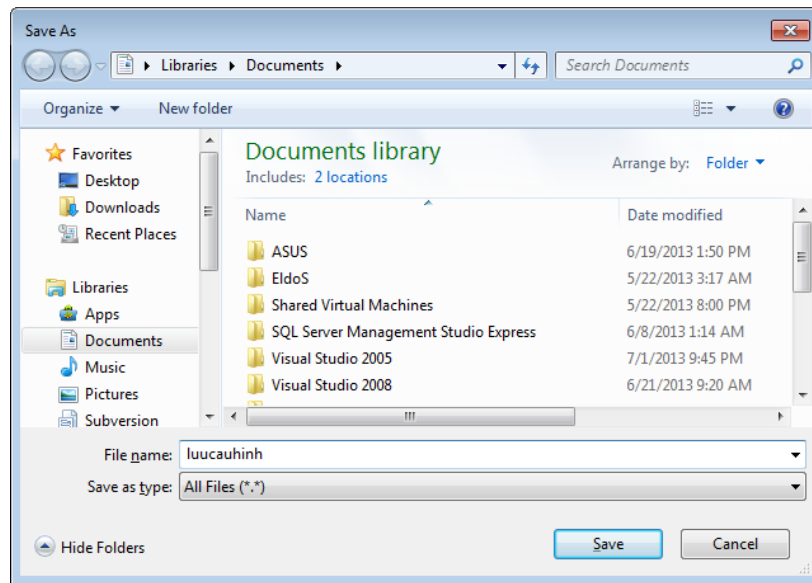 Save As
Libraries Documents
Search Documents
Organize New folder
Favorites
Desktop
Downloads
Recent Places
Libraries
Apps
Documents
Music
Pictures
Subversion
Documents library
Includes: 2 locations
Arrange by: Folder
Name Date modified
ASUS 6/19/2013 1:50 PM
EldoS 5/22/2013 3:17 AM
Shared Virtual Machines 5/22/2013 8:00 PM
SQL Server Management Studio Express 6/8/2013 1:14 AM
Visual Studio 2005 7/1/2013 9:45 PM
Visual Studio 2008 6/21/2013 9:20 AM
File name: luucauhinh
Save as type: All Files (*.*)
Hide Folders
Save Cancel